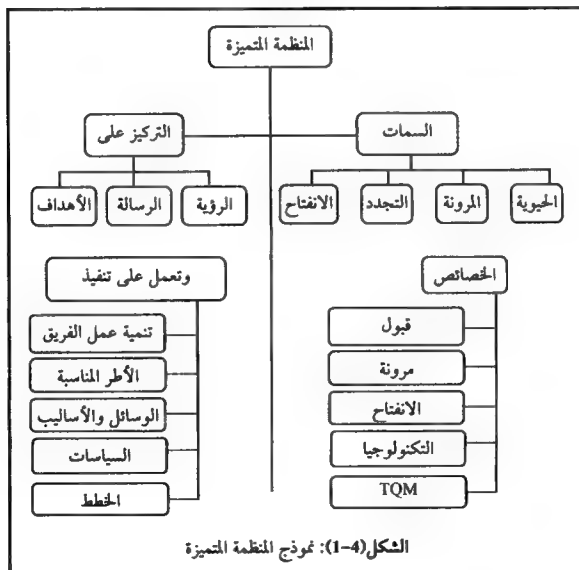 المنظمة المتميزة
السمات
التركيز على
الحيوية
المرونة
التجدد
الانفتاح
الرؤية
الرسالة
الأهداف
الخصائص
قبول
مرونة
الانفتاح
التكنولوجيا
TQM
وتعمل على تنفيذ
تنمية عمل الفريق
الأطر المناسبة
الوسائل والأساليب
السياسات
الخطط
الشكل(4-1): نموذج المنظمة المتميزة